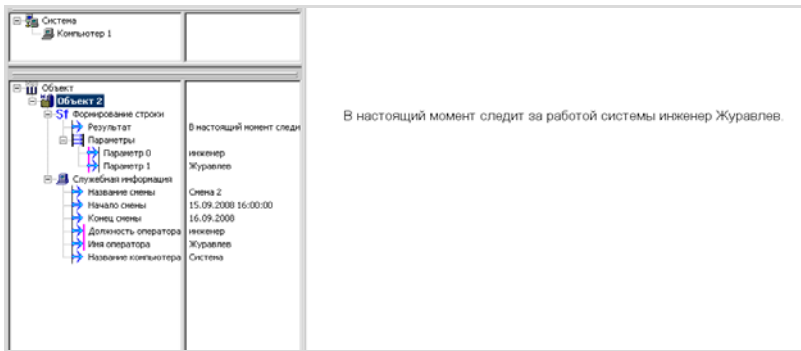 Система
Компьютер 1
Объект
Объект 2
Формирование строки
Результат В настоящий момент следи
Параметры
Параметр 0 инженер
Параметр 1 Журавлев
Служебная информация
Название смены Смена 2
Начало смены 15.09.2008 16:00:00
Конец смены 16.09.2008
Должность оператора инженер
Имя оператора Журавлев
Название компьютера Система
В настоящий момент следит за работой системы инженер Журавлев.